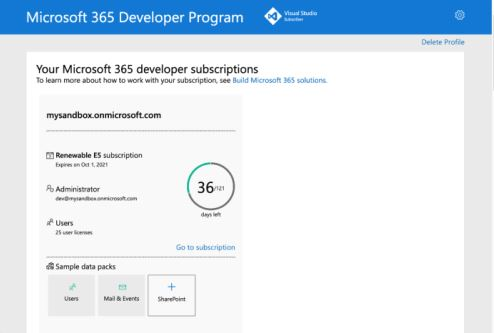 Microsoft 365 Developer Program
Visual Studio
Subscriber
Delete Profile
Your Microsoft 365 developer subscriptions
To learn more about how to work with your subscription, see Build Microsoft 365 solutions.
mysandbox.onmicrosoft.com
Renewable E5 subscription
Expires on Oct 1, 2021
Administrator
dev@mysandbox.onmicrosoft.com
36/121
days left
Users
25 user licenses
Go to subscription
Sample data packs
Users
Mail & Events
SharePoint